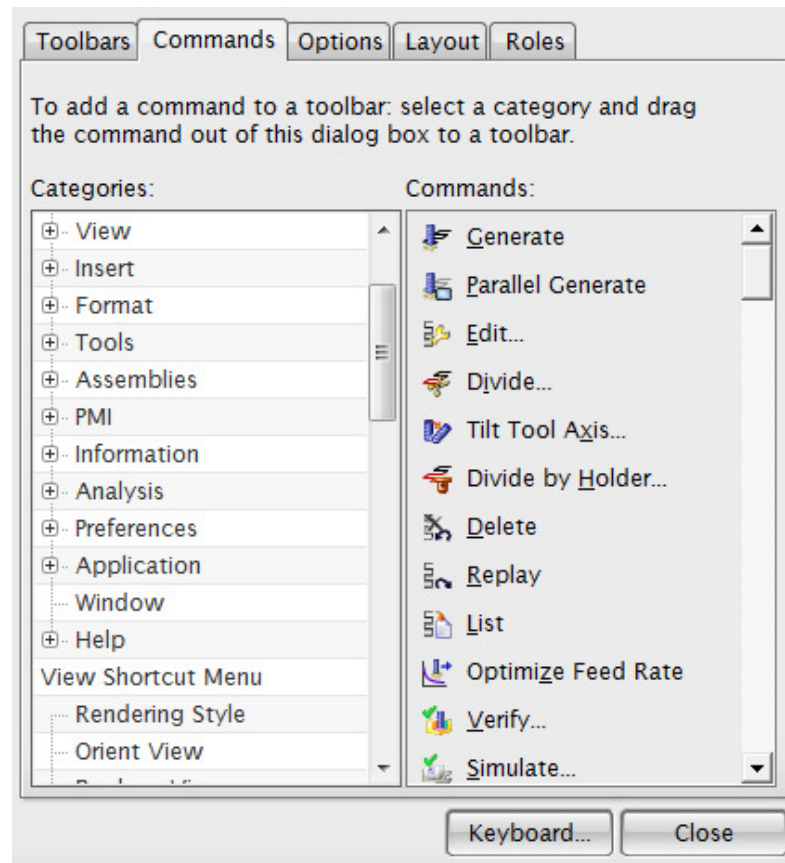 Toolbars Commands Options Layout Roles
To add a command to a toolbar: select a category and drag
the command out of this dialog box to a toolbar.
Categories:
View
Insert
Format
Tools
Assemblies
PMI
Information
Analysis
Preferences
Application
Window
Help
View Shortcut Menu
Rendering Style
Orient View
Commands:
Generate
Parallel Generate
Edit...
Divide...
Tilt Tool Axis...
Divide by Holder...
Delete
Replay
List
Optimize Feed Rate
Verify...
Simulate...
Keyboard... Close